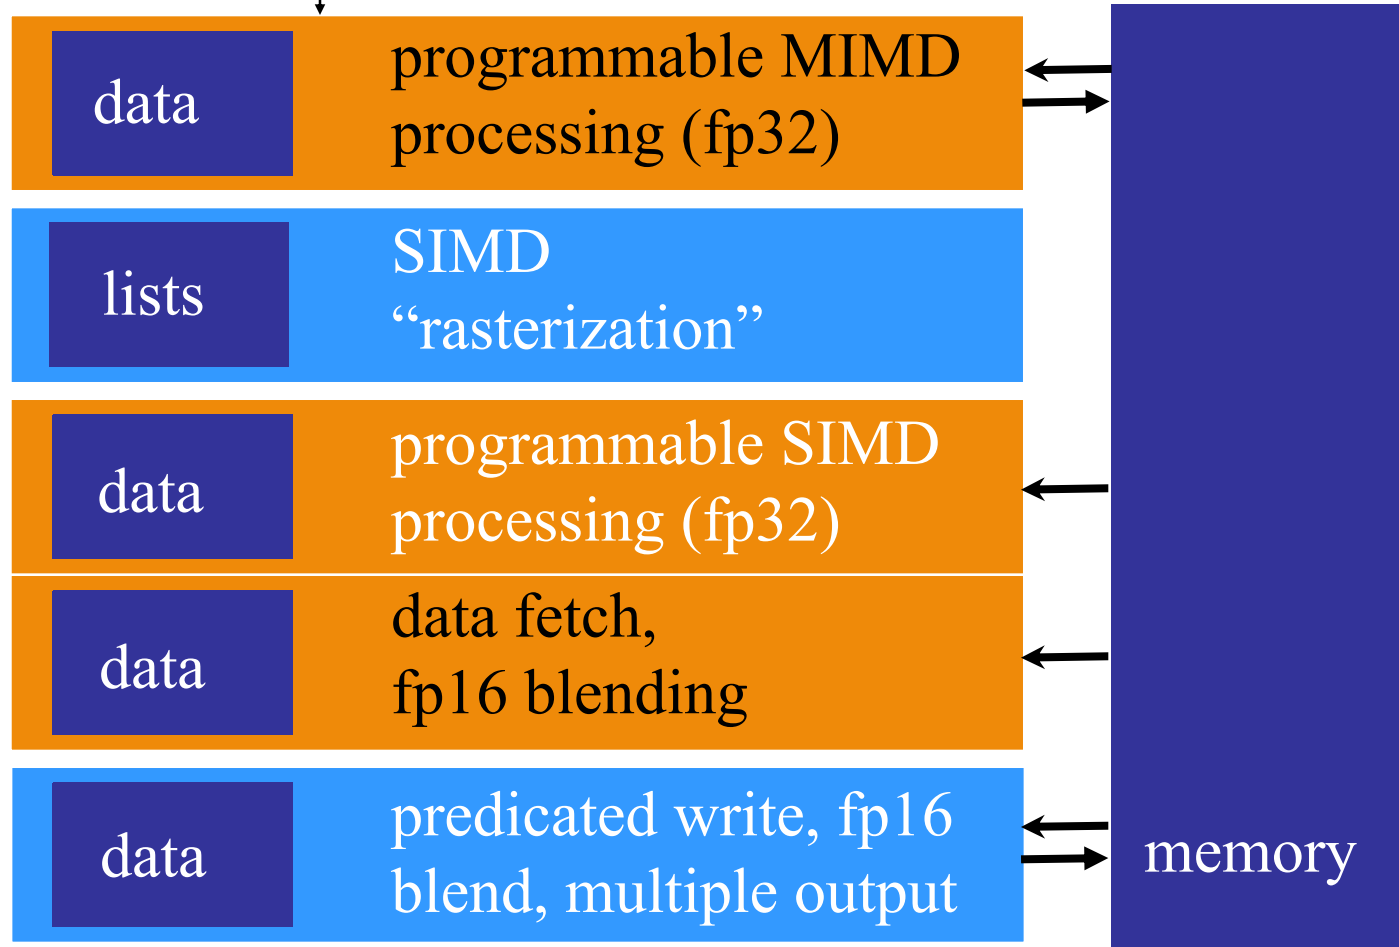 data
programmable MIMD
processing (fp32)
lists
SIMD
“rasterization”
data
programmable SIMD
processing (fp32)
data
data fetch,
fp16 blending
data
predicated write, fp16
blend, multiple output
memory